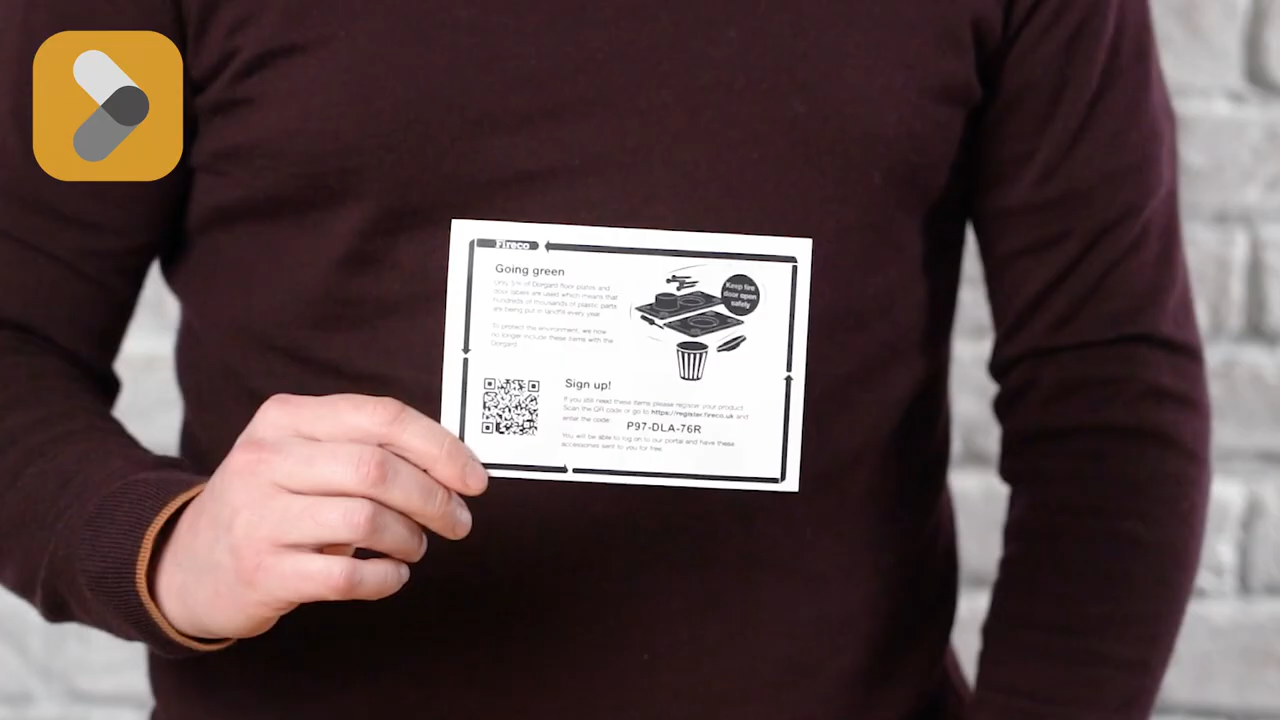 Fireco
Going green
Only 5% of Dorgard floor plates and
door labels are used which means that
hundreds of thousands of plastic parts
are being put in landfill every year.
To protect the environment, we now
no longer include these items with the
Dorgard.
Keep fire
door open
safely
Sign up!
If you still need these items please register your product.
Scan the QR code or go to https://register.fireco.uk and
enter the code: P97-DLA-76R
You will be able to log on to our portal and have these
accessories sent to you for free.